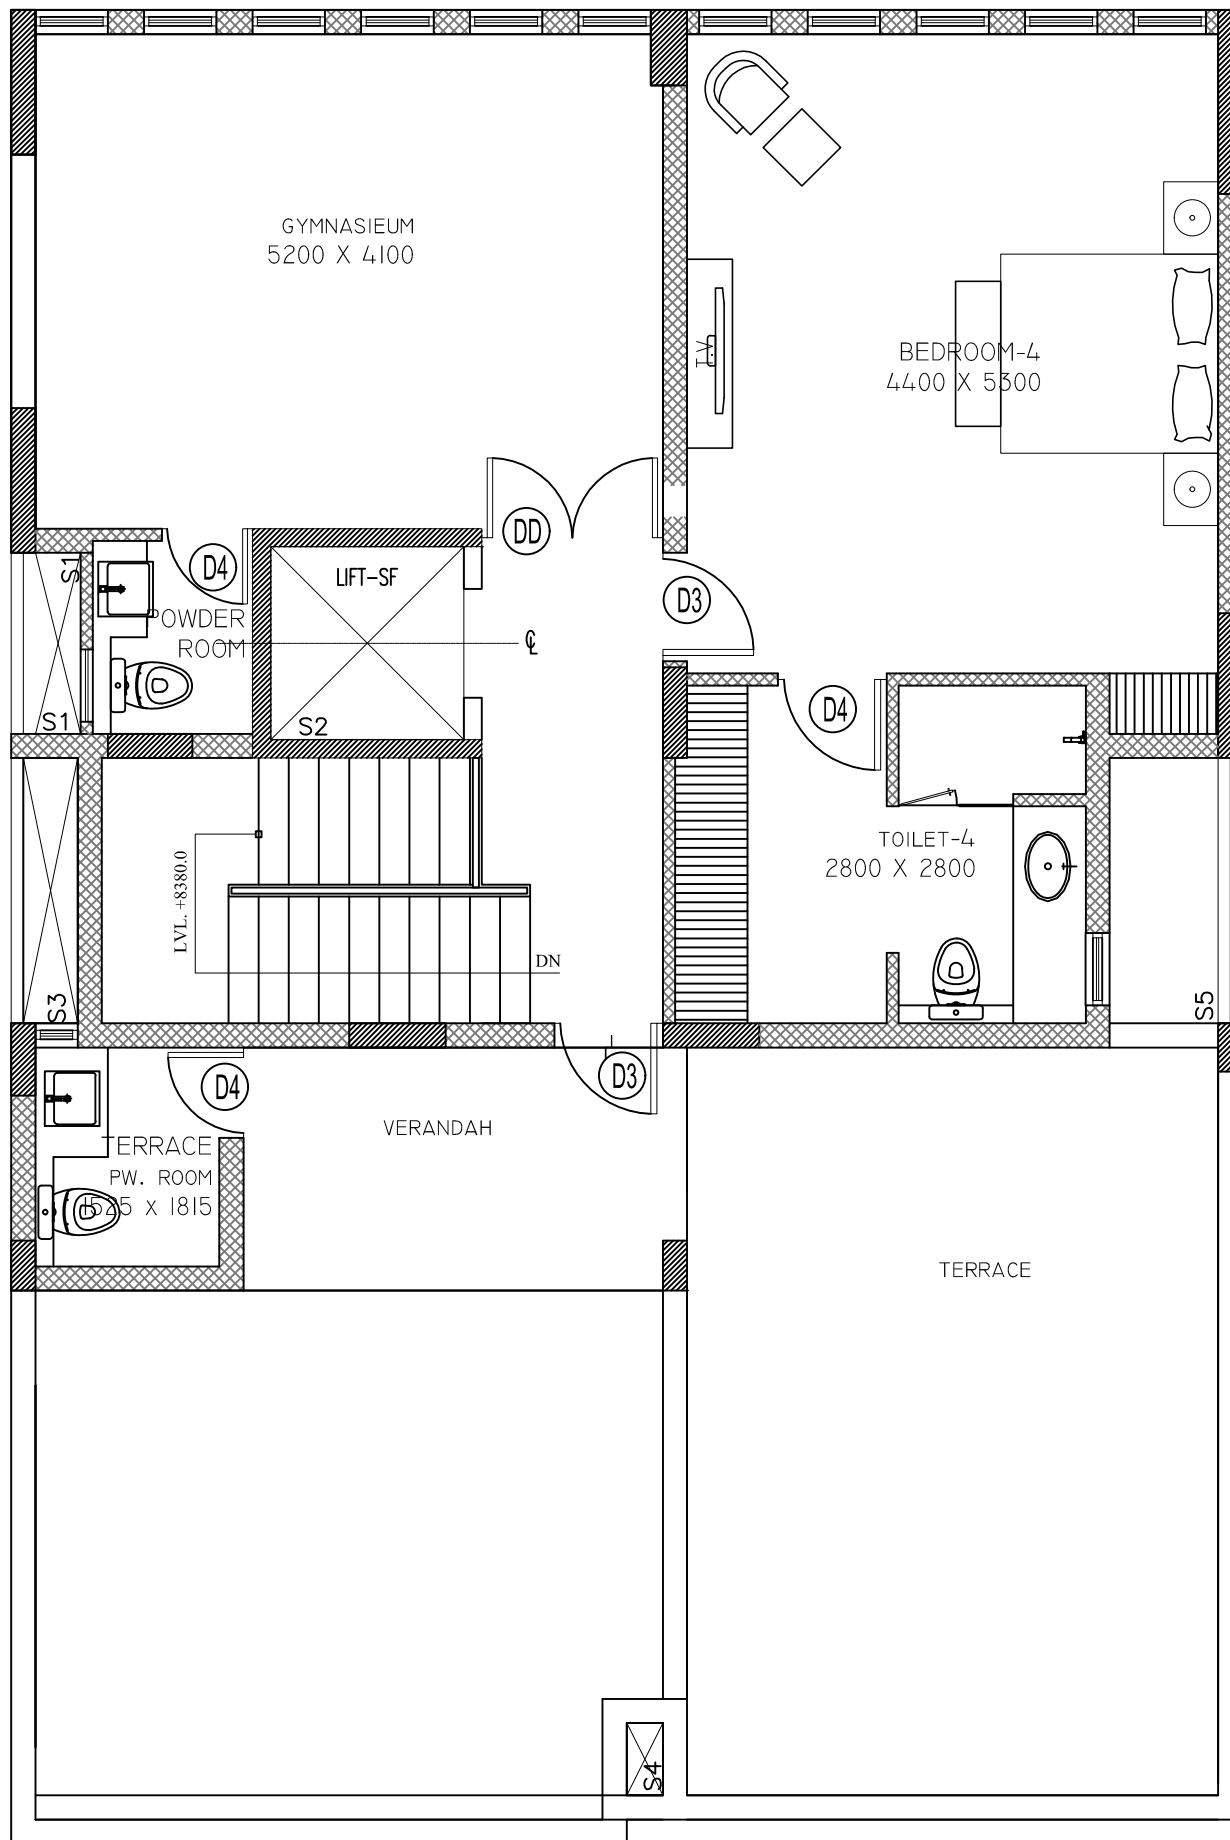 GYMNASIEUM
5200 X 4100
BEDROOM-4
4400 X 5300
T.V
DD
D4
D3
S1
LIFT-SF
POWDER
ROOM
℄
S1
S2
D4
TOILET-4
2800 X 2800
LVL. +8380.0
DN
S3
S5
D4
D3
VERANDAH
TERRACE
PW. ROOM
1525 X 1815
TERRACE
S4